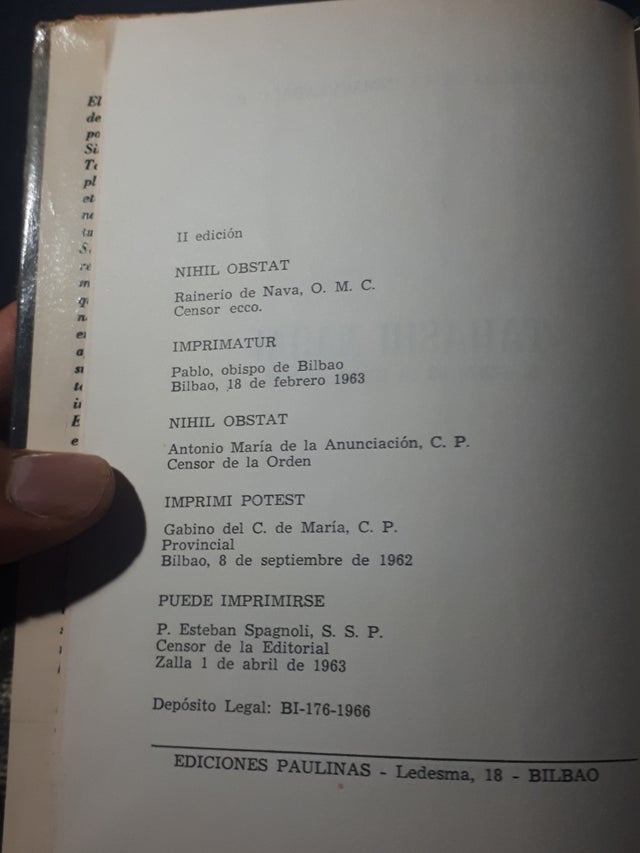 II edición
NIHIL OBSTAT
Rainerio de Nava, O. M. C.
Censor ecco.
IMPRIMATUR
Pablo, obispo de Bilbao
Bilbao, 18 de febrero 1963
NIHIL OBSTAT
Antonio María de la Anunciación, C. P.
Censor de la Orden
IMPRIMI POTEST
Gabino del C. de María, C. P.
Provincial
Bilbao, 8 de septiembre de 1962
PUEDE IMPRIMIRSE
P. Esteban Spagnoli, S. S. P.
Censor de la Editorial
Zalla 1 de abril de 1963
Depósito Legal: BI-176-1966
EDICIONES PAULINAS - Ledesma, 18 - BILBAO